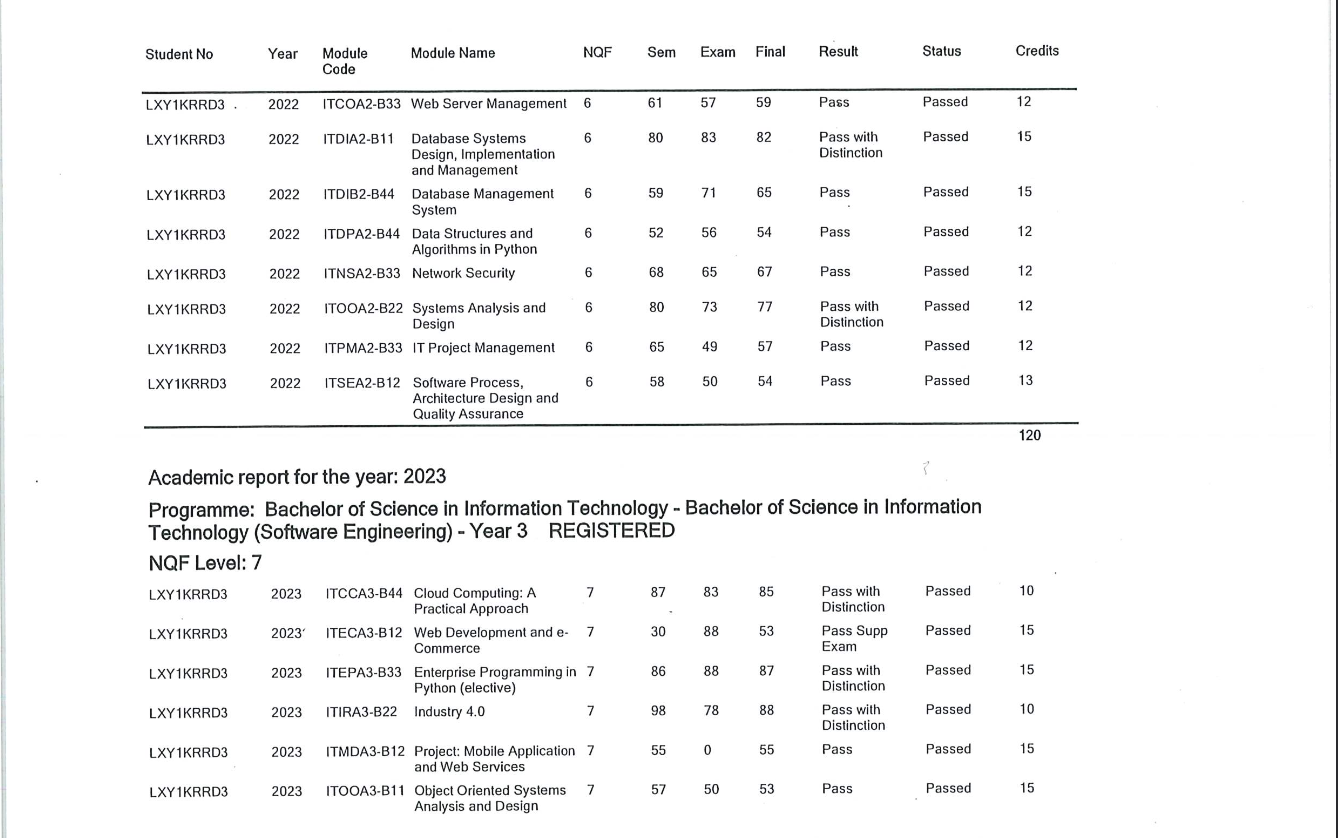 Student No Year Module Module Name NQF Sem Exam Final Result Status Credits
Code
LXY1KRRD3 2022 ITCOA2-B33 Web Server Management 6 61 57 59 Pass Passed 12
LXY1KRRD3 2022 ITDIA2-B11 Database Systems 6 80 83 82 Pass with Passed 15
Design, Implementation Distinction
and Management
LXY1KRRD3 2022 ITDIB2-B44 Database Management 6 59 71 65 Pass Passed 15
System
LXY1KRRD3 2022 ITDPA2-B44 Data Structures and 6 52 56 54 Pass Passed 12
Algorithms in Python
LXY1KRRD3 2022 ITNSA2-B33 Network Security 6 68 65 67 Pass Passed 12
LXY1KRRD3 2022 ITOOA2-B22 Systems Analysis and 6 80 73 77 Pass with Passed 12
Design Distinction
LXY1KRRD3 2022 ITPMA2-B33 IT Project Management 6 65 49 57 Pass Passed 12
LXY1KRRD3 2022 ITSEA2-B12 Software Process, 6 58 50 54 Pass Passed 13
Architecture Design and
Quality Assurance
120
Academic report for the year: 2023
Programme: Bachelor of Science in Information Technology - Bachelor of Science in Information
Technology (Software Engineering) - Year 3 REGISTERED
NQF Level: 7
LXY1KRRD3 2023 ITCCA3-B44 Cloud Computing: A 7 87 83 85 Pass with Passed 10
Practical Approach Distinction
LXY1KRRD3 2023 ITECA3-B12 Web Development and e- 7 30 88 53 Pass Supp Passed 15
Commerce Exam
LXY1KRRD3 2023 ITEPA3-B33 Enterprise Programming in 7 86 88 87 Pass with Passed 15
Python (elective) Distinction
LXY1KRRD3 2023 ITIRA3-B22 Industry 4.0 7 98 78 88 Pass with Passed 10
Distinction
LXY1KRRD3 2023 ITMDA3-B12 Project: Mobile Application 7 55 0 55 Pass Passed 15
and Web Services
LXY1KRRD3 2023 ITOOA3-B11 Object Oriented Systems 7 57 50 53 Pass Passed 15
Analysis and Design